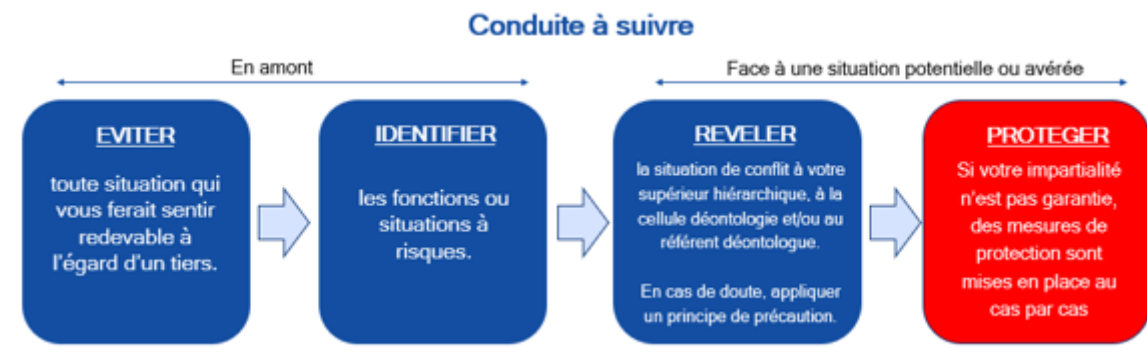 Conduite à suivre
En amont
Face à une situation potentielle ou avérée
EVITER
toute situation qui
vous ferait sentir
redevable à
l'égard d'un tiers.
IDENTIFIER
les fonctions ou
situations à
risques.
REVELER
la situation de conflit à votre
supérieur hiérarchique, à la
cellule déontologie et/ou au
référent déontologue.
En cas de doute, appliquer
un principe de précaution.
PROTEGER
Si votre impartialité
n'est pas garantie,
des mesures de
protection sont
mises en place au
cas par cas